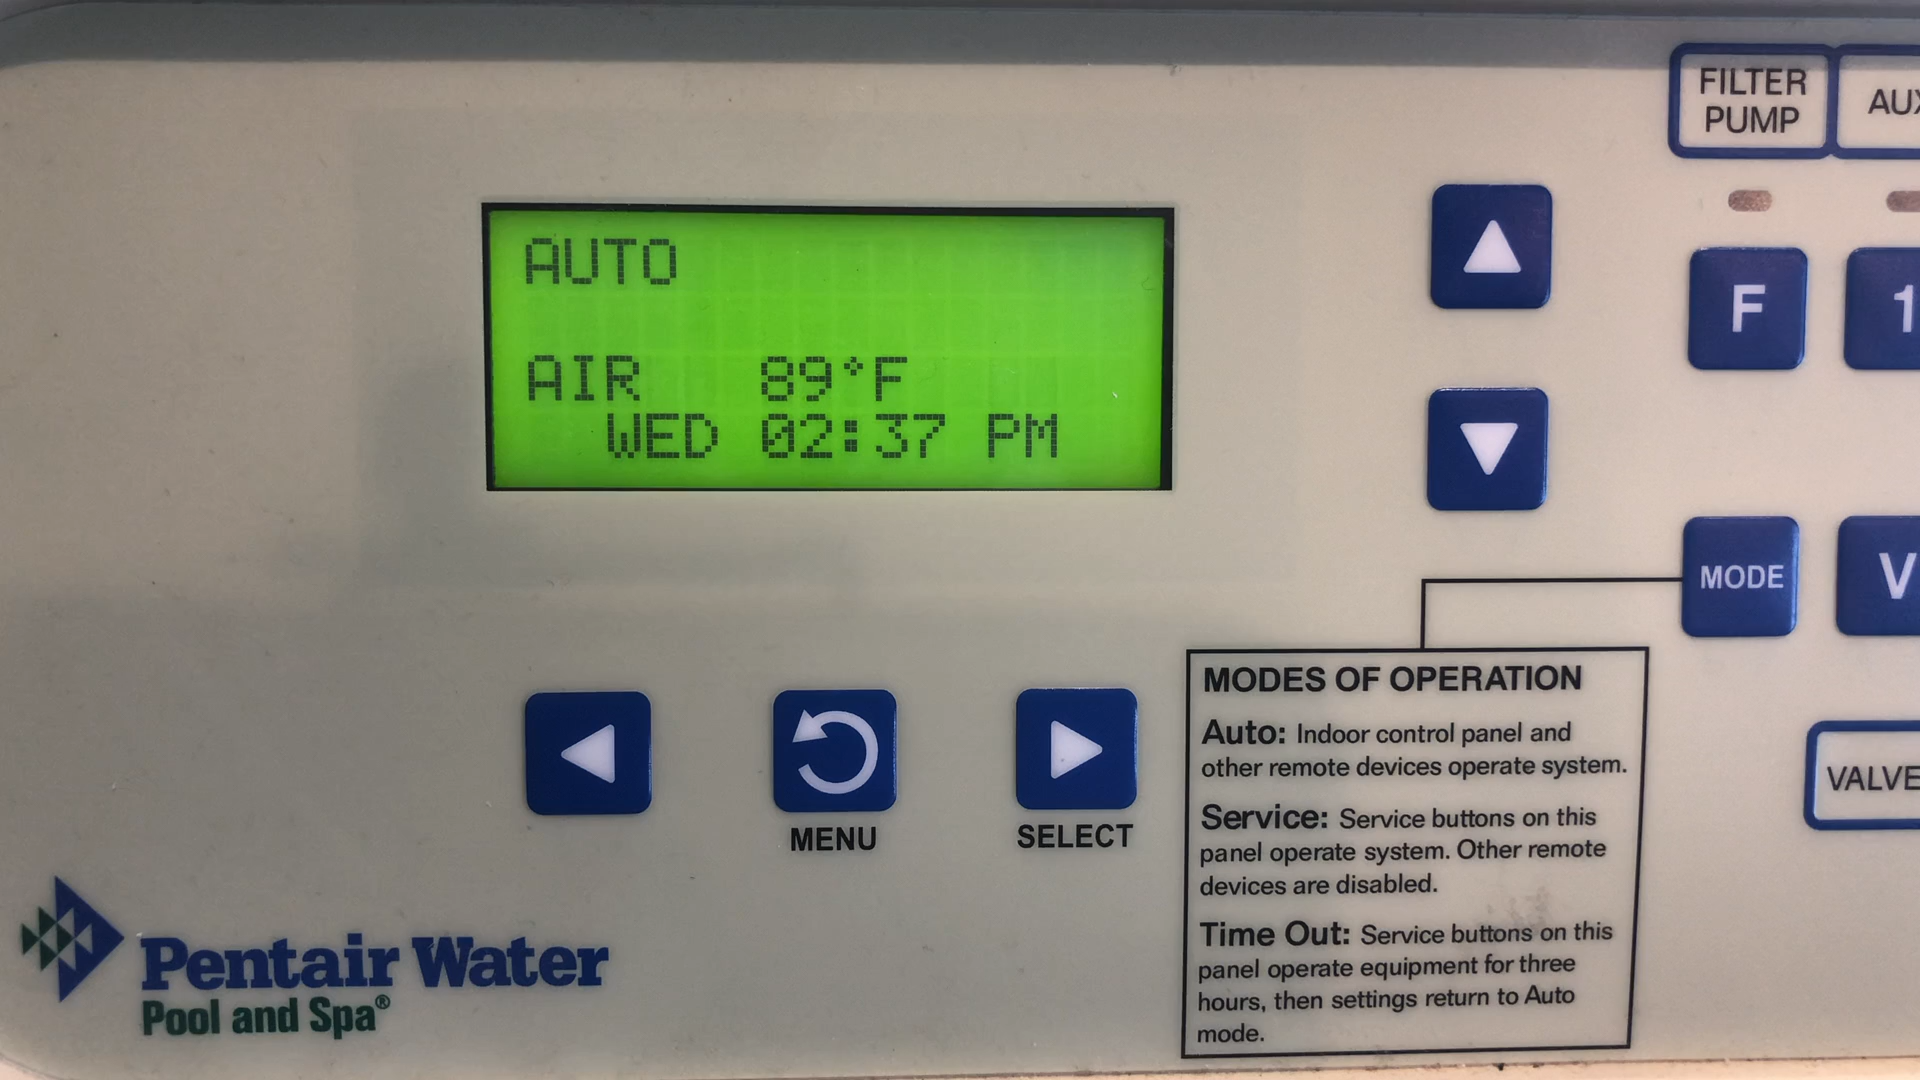 AUTO
AIR 89°F
WED 02:37 PM
FILTER
PUMP
F
1
MODE
V
MENU
SELECT
MODES OF OPERATION
Auto: Indoor control panel and
other remote devices operate system.
Service: Service buttons on this
panel operate system. Other remote
devices are disabled.
Time Out: Service buttons on this
panel operate equipment for three
hours, then settings return to Auto
mode.
VALVE
Pentair Water
Pool and Spa®